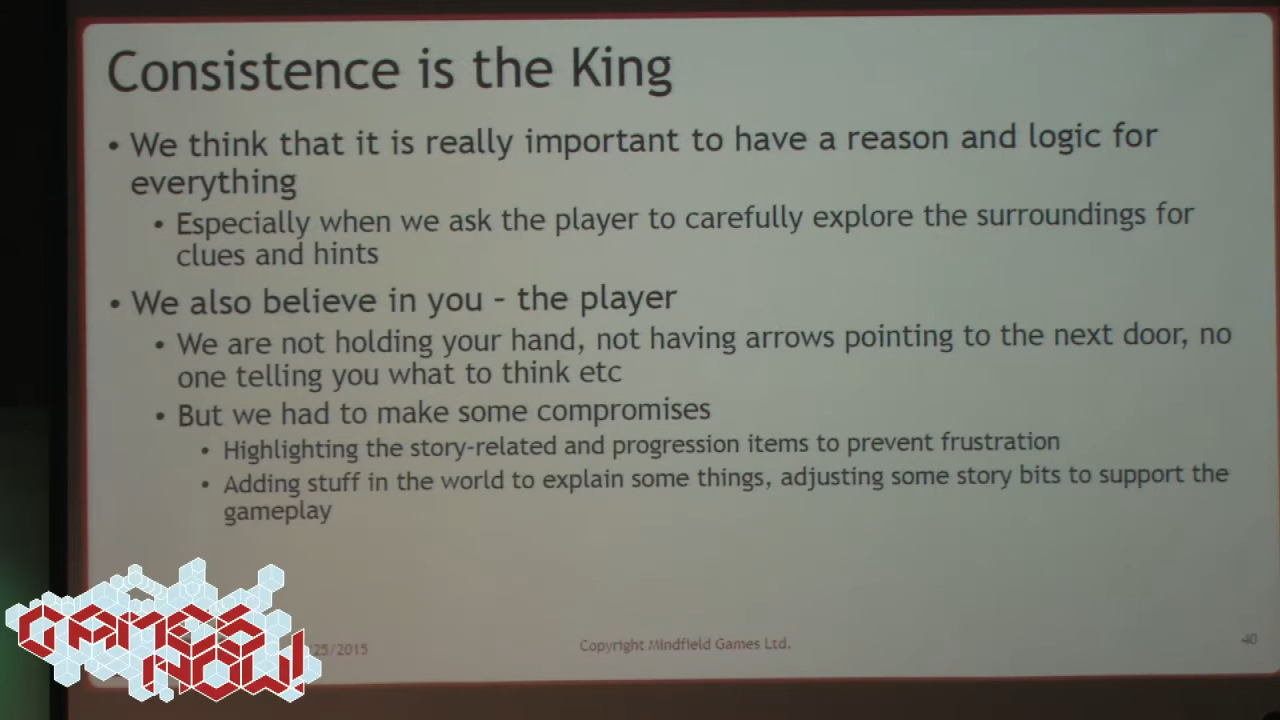 Consistence is the King
• We think that it is really important to have a reason and logic for
everything
• Especially when we ask the player to carefully explore the surroundings for
clues and hints
• We also believe in you - the player
• We are not holding your hand, not having arrows pointing to the next door, no
one telling you what to think etc
• But we had to make some compromises
• Highlighting the story-related and progression items to prevent frustration
• Adding stuff in the world to explain some things, adjusting some story bits to support the
gameplay
25/2015
Copyright Mindfield Games Ltd.
40
GAMES
NOW!